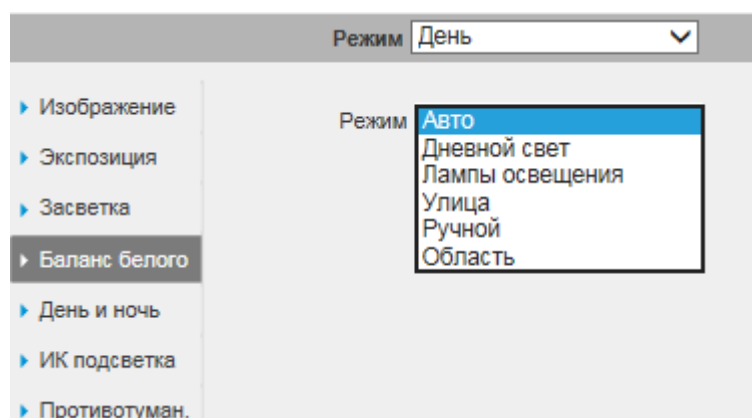 Режим День
Изображение
Экспозиция
Засветка
Баланс белого
День и ночь
ИК подсветка
Противотуман.
Режим Авто
Дневной свет
Лампы освещения
Улица
Ручной
Область